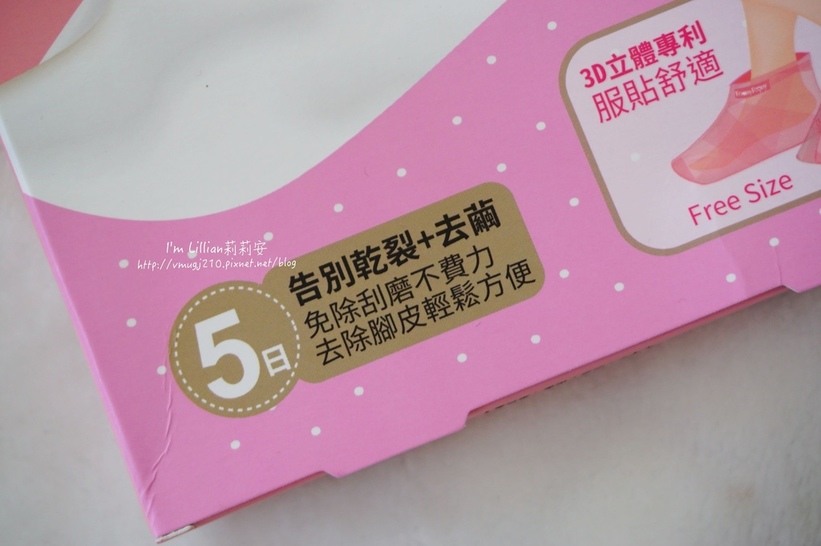 3D立體專利
服貼舒適
Free Size
I'm Lillian莉莉安
http://vmugj210.pixnet.net/blog
告別乾裂+去繭
免除刮磨不費力
去除腳皮輕鬆方便
5日